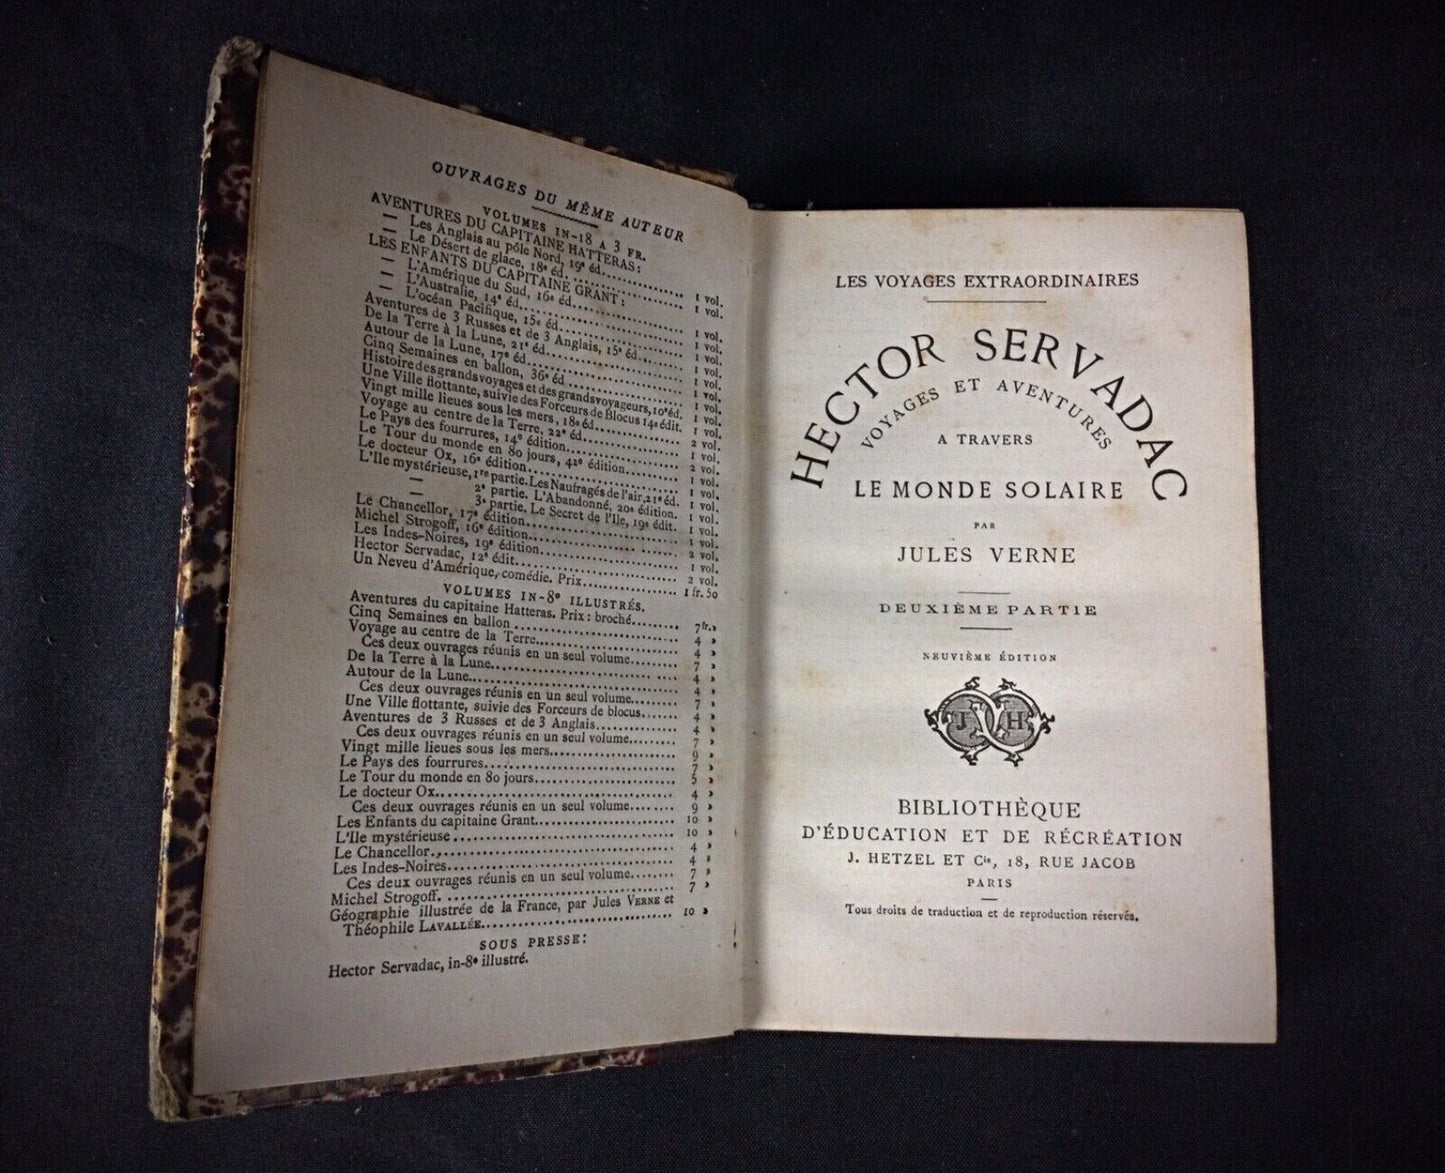 OUVRAGES DU MÊME AUTEUR
VOLUMES IN-18 A 3 FR.
AVENTURES DU CAPITAINE HATTERAS:
— Les Anglais au pôle Nord, 19e éd. 1 vol.
— Le Désert de glace, 18e éd. 1 vol.
LES ENFANTS DU CAPITAINE GRANT:
— L'Amérique du Sud, 16e éd. 1 vol.
— L'Australie, 14e éd. 1 vol.
— L'océan Pacifique, 15e éd. 1 vol.
Aventures de 3 Russes et de 3 Anglais, 15e éd. 1 vol.
De la Terre à la Lune, 21e éd. 1 vol.
Autour de la Lune, 17e éd. 1 vol.
Cinq Semaines en ballon, 36e éd. 1 vol.
Histoire des grands voyages et des grands voyageurs, 10e éd. 1 vol.
Une Ville flottante, suivie des Forceurs de Blocus 14e édit. 1 vol.
Vingt mille lieues sous les mers, 18e éd. 2 vol.
Voyage au centre de la Terre, 22e éd. 1 vol.
Le Pays des fourrures, 14e édition 2 vol.
Le Tour du monde en 80 jours, 42e édition 1 vol.
Le docteur Ox, 16e édition 1 vol.
L'Ile mystérieuse, 1re partie. Les Naufragés de l'air, 21e éd. 1 vol.
— 2e partie. L'Abandonné, 20e édition. 1 vol.
— 3e partie. Le Secret de l'Ile, 19e édit. 1 vol.
Le Chancellor, 17e édition 1 vol.
Michel Strogoff, 16e édition 2 vol.
Les Indes-Noires, 19e édition 1 vol.
Hector Servadac, 12e édit. 2 vol.
Un Neveu d'Amérique, comédie. Prix 1 fr. 50
VOLUMES IN-8º ILLUSTRÉS.
Aventures du capitaine Hatteras. Prix: broché 7 fr. »
Cinq Semaines en ballon 4 »
Voyage au centre de la Terre 4 »
Ces deux ouvrages réunis en un seul volume 7 »
De la Terre à la Lune 4 »
Autour de la Lune 4 »
Ces deux ouvrages réunis en un seul volume 7 »
Une Ville flottante, suivie des Forceurs de blocus 4 »
Aventures de 3 Russes et de 3 Anglais 4 »
Ces deux ouvrages réunis en un seul volume 7 »
Vingt mille lieues sous les mers 9 »
Le Pays des fourrures 7 »
Le Tour du monde en 80 jours 5 »
Le docteur Ox 4 »
Ces deux ouvrages réunis en un seul volume 9 »
Les Enfants du capitaine Grant 10 »
L'Ile mystérieuse 10 »
Le Chancellor 4 »
Les Indes-Noires 4 »
Ces deux ouvrages réunis en un seul volume 7 »
Michel Strogoff. 7 »
Géographie illustrée de la France, par Jules VERNE et
Théophile LAVALLÉE 10 »
SOUS PRESSE:
Hector Servadac, in-8º illustré.
LES VOYAGES EXTRAORDINAIRES
HECTOR SERVADAC
VOYAGES ET AVENTURES
A TRAVERS
LE MONDE SOLAIRE
PAR
JULES VERNE
DEUXIÈME PARTIE
NEUVIÈME ÉDITION
J H
BIBLIOTHÈQUE
D'ÉDUCATION ET DE RÉCRÉATION
J. HETZEL ET Cie, 18, RUE JACOB
PARIS
Tous droits de traduction et de reproduction réservés.